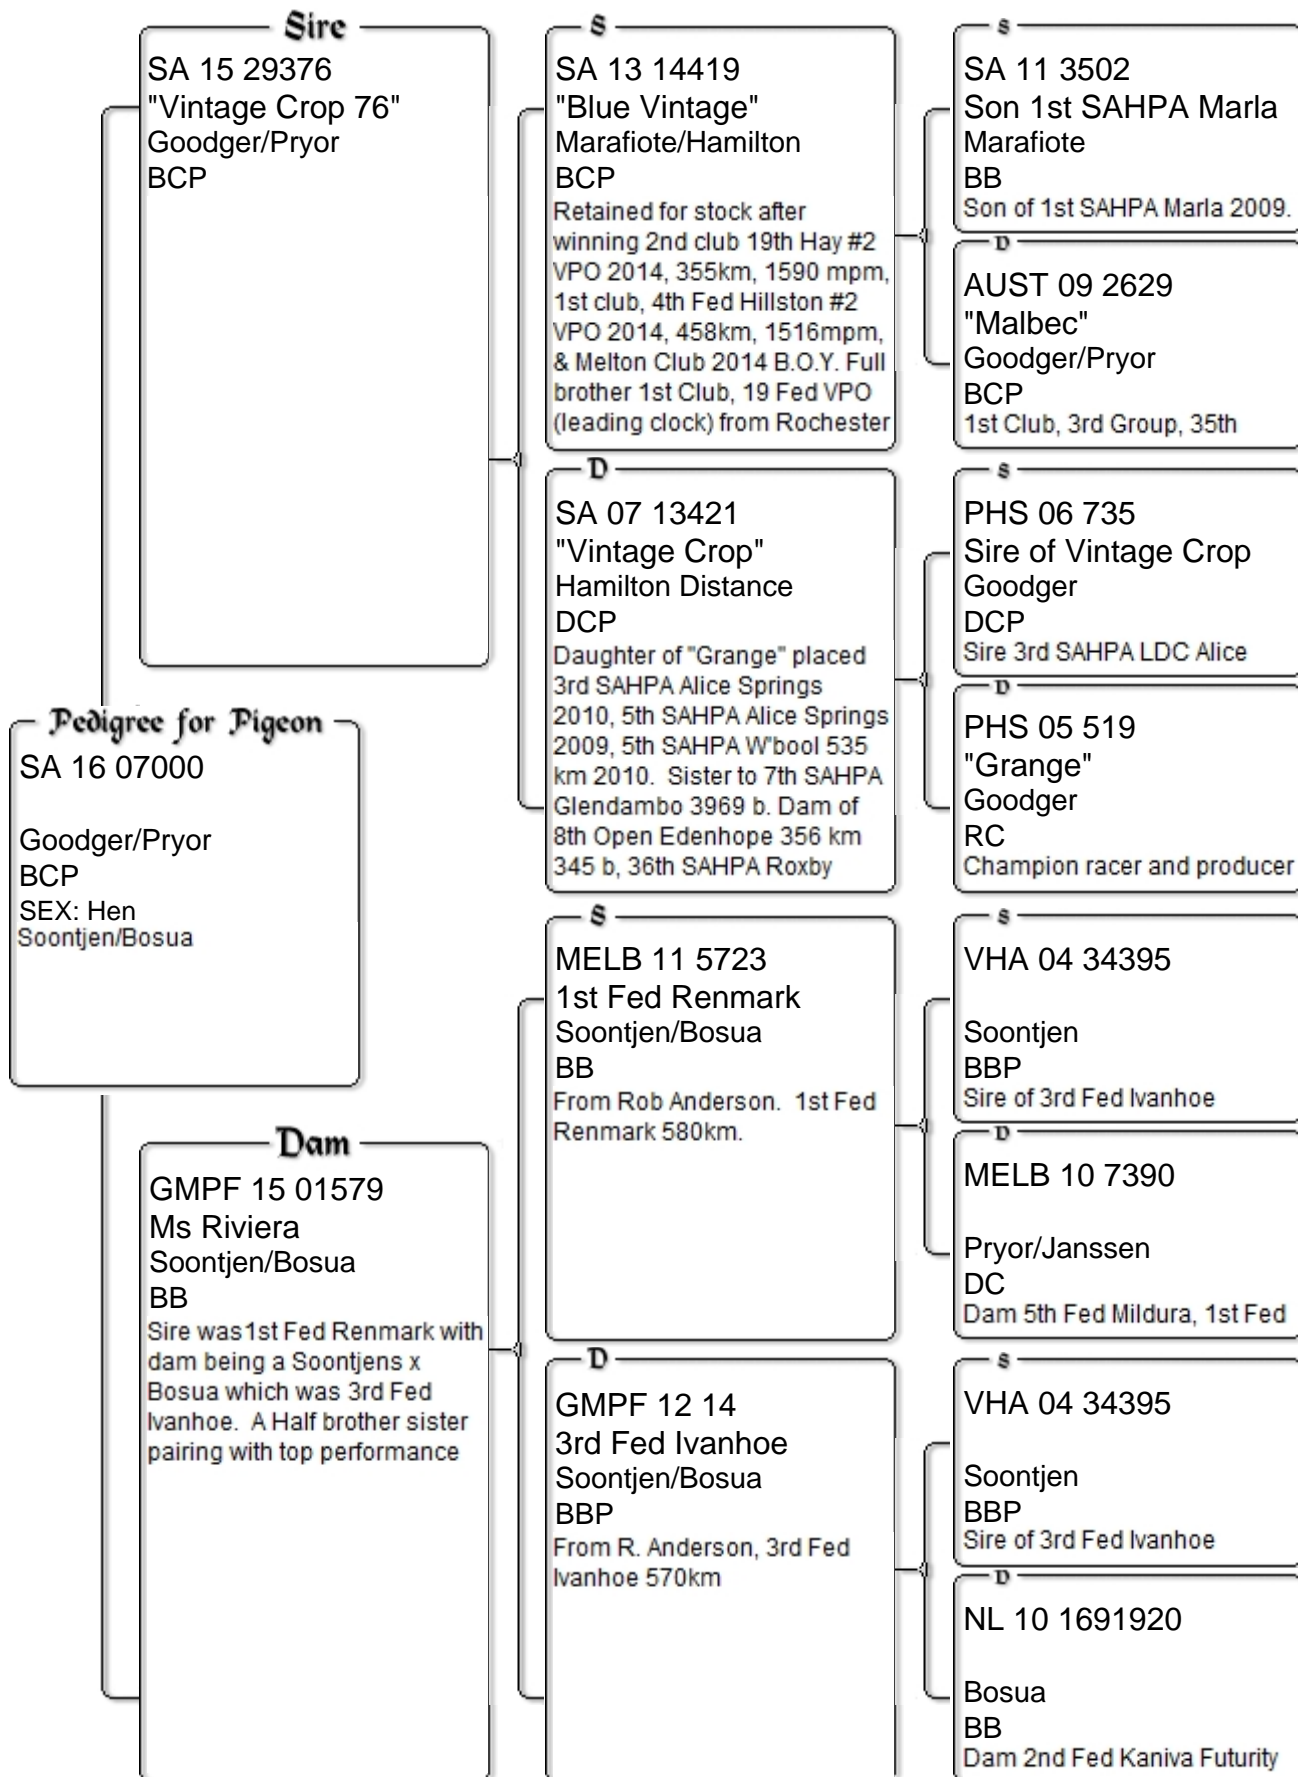 Sire
SA 15 29376
"Vintage Crop 76"
Goodger/Pryor
BCP
S
SA 13 14419
"Blue Vintage"
Marafiote/Hamilton
BCP
Retained for stock after
winning 2nd club 19th Hay #2
VPO 2014, 355km, 1590 mpm,
1st club, 4th Fed Hillston #2
VPO 2014, 458km, 1516mpm,
& Melton Club 2014 B.O.Y. Full
brother 1st Club, 19 Fed VPO
(leading clock) from Rochester
S
SA 11 3502
Son 1st SAHPA Marla
Marafiote
BB
Son of 1st SAHPA Marla 2009.
D
AUST 09 2629
"Malbec"
Goodger/Pryor
BCP
1st Club, 3rd Group, 35th
D
SA 07 13421
"Vintage Crop"
Hamilton Distance
DCP
Daughter of "Grange" placed
3rd SAHPA Alice Springs
2010, 5th SAHPA Alice Springs
2009, 5th SAHPA W'bool 535
km 2010. Sister to 7th SAHPA
Glendambo 3969 b. Dam of
8th Open Edenhope 356 km
345 b, 36th SAHPA Roxby
S
PHS 06 735
Sire of Vintage Crop
Goodger
DCP
Sire 3rd SAHPA LDC Alice
D
PHS 05 519
"Grange"
Goodger
RC
Champion racer and producer
Pedigree for Pigeon
SA 16 07000
Goodger/Pryor
BCP
SEX: Hen
Soontjen/Bosua
Dam
GMPF 15 01579
Ms Riviera
Soontjen/Bosua
BB
Sire was1st Fed Renmark with
dam being a Soontjens x
Bosua which was 3rd Fed
Ivanhoe. A Half brother sister
pairing with top performance
S
MELB 11 5723
1st Fed Renmark
Soontjen/Bosua
BB
From Rob Anderson. 1st Fed
Renmark 580km.
S
VHA 04 34395
Soontjen
BBP
Sire of 3rd Fed Ivanhoe
D
MELB 10 7390
Pryor/Janssen
DC
Dam 5th Fed Mildura, 1st Fed
D
GMPF 12 14
3rd Fed Ivanhoe
Soontjen/Bosua
BBP
From R. Anderson, 3rd Fed
Ivanhoe 570km
S
VHA 04 34395
Soontjen
BBP
Sire of 3rd Fed Ivanhoe
D
NL 10 1691920
Bosua
BB
Dam 2nd Fed Kaniva Futurity